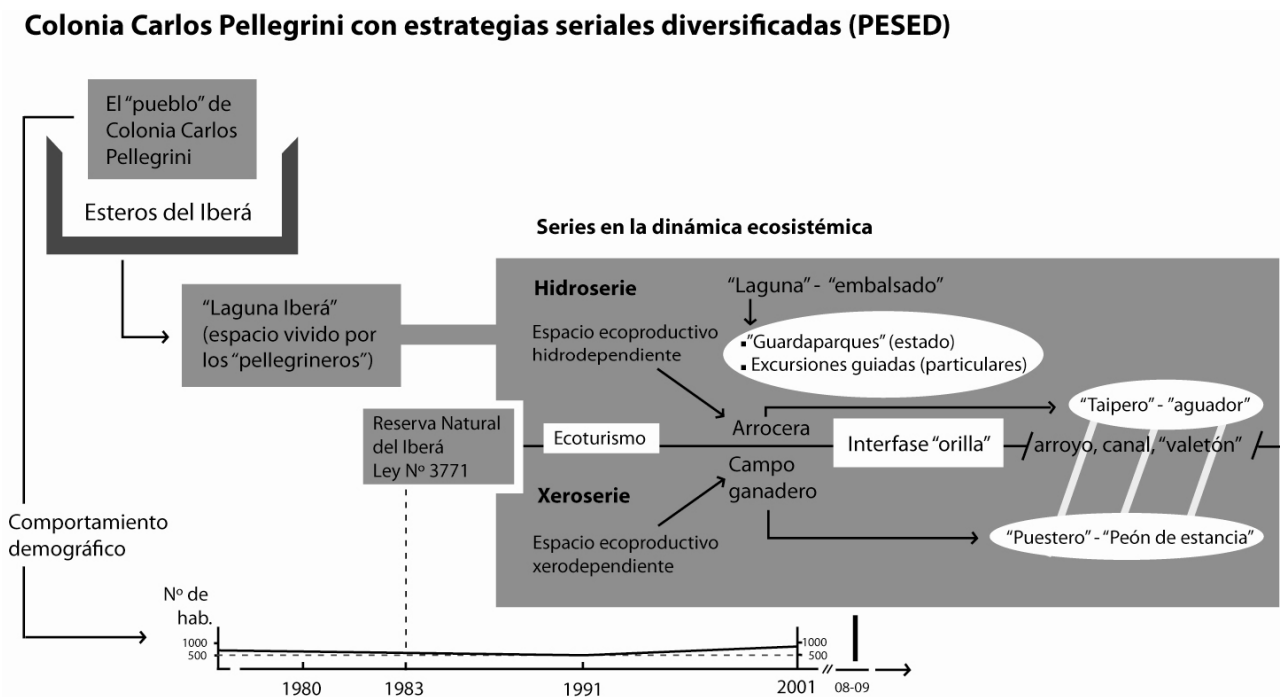 Colonia Carlos Pellegrini con estrategias seriales diversificadas (PESED)
El “pueblo” de
Colonia Carlos
Pellegrini
Esteros del Iberá
“Laguna Iberá”
(espacio vivido por
los “pellegrineros”)
Series en la dinámica ecosistémica
Hidroserie
“Laguna” - “embalsado”
Espacio ecoproductivo
hidrodependiente
▪”Guardaparques” (estado)
▪ Excursiones guiadas (particulares)
Reserva Natural
del Iberá
Ley Nº 3771
Ecoturismo
Arrocera
“Taipero” - “aguador”
Interfase “orilla”
arroyo, canal, “valetón”
Campo
ganadero
Xeroserie
Espacio ecoproductivo
xerodependiente
“Puestero” - “Peón de estancia”
Comportamiento
demográfico
Nº de
hab.
1000
500
1000
500
1980
1983
1991
2001
08-09